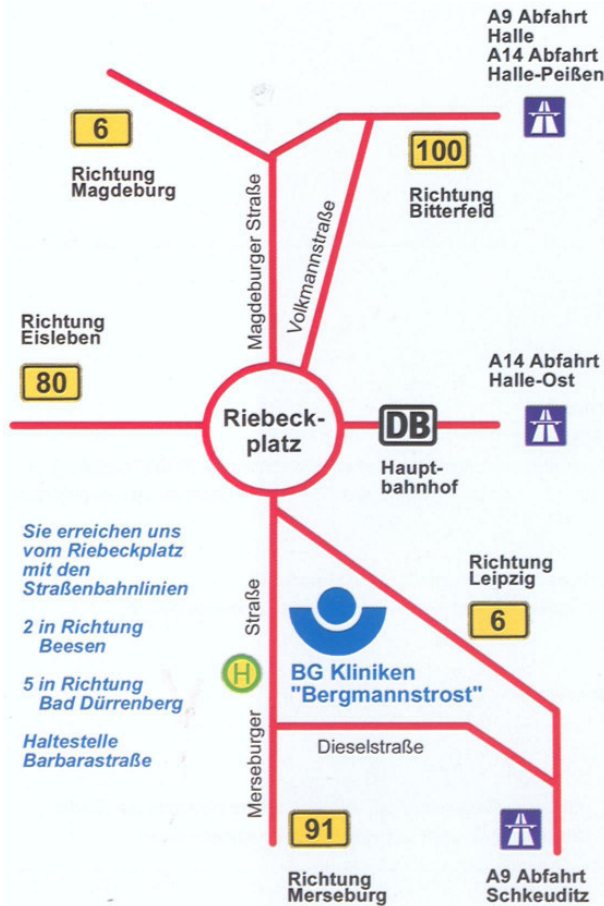 A9 Abfahrt
Halle
A14 Abfahrt
Halle-Peißen
6
Richtung
Magdeburg
100
Richtung
Bitterfeld
Magdeburger Straße
Volkmannstraße
Richtung
Eisleben
80
A14 Abfahrt
Halle-Ost
Riebeck-
platz
DB
Haupt-
bahnhof
Sie erreichen uns
vom Riebeckplatz
mit den
Straßenbahnlinien
2 in Richtung
Beesen
5 in Richtung
Bad Dürrenberg
Haltestelle
Barbarastraße
Richtung
Leipzig
6
H
BG Kliniken
"Bergmannstrost"
Merseburger Straße
Dieselstraße
91
Richtung
Merseburg
A9 Abfahrt
Schkeuditz